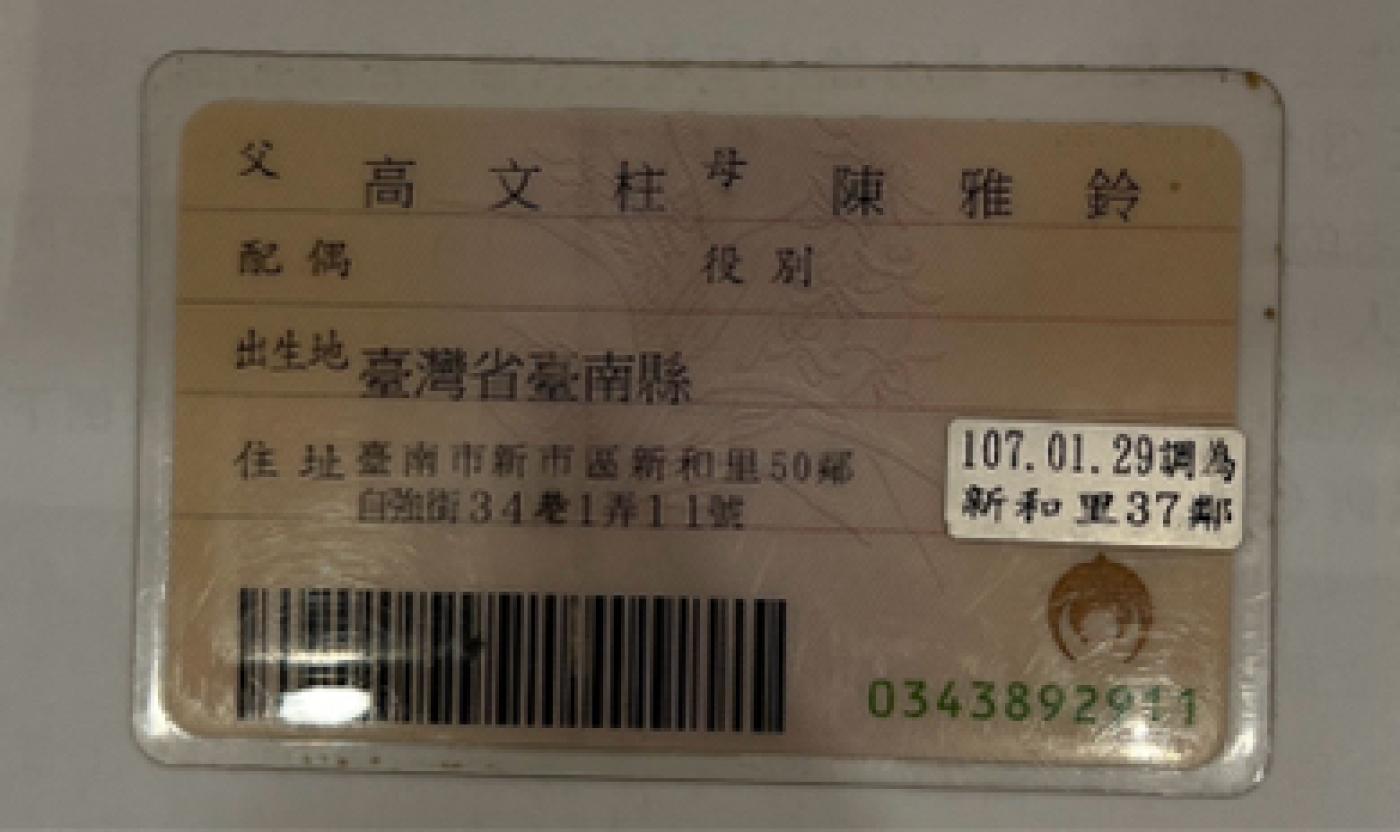 父 高文柱 母 陳雅鈴
配偶 役別
出生地 臺灣省臺南縣
住址 臺南市新市區新和里50鄰
自強街34巷1弄11號
107.01.29調為
新和里37鄰
0343892911